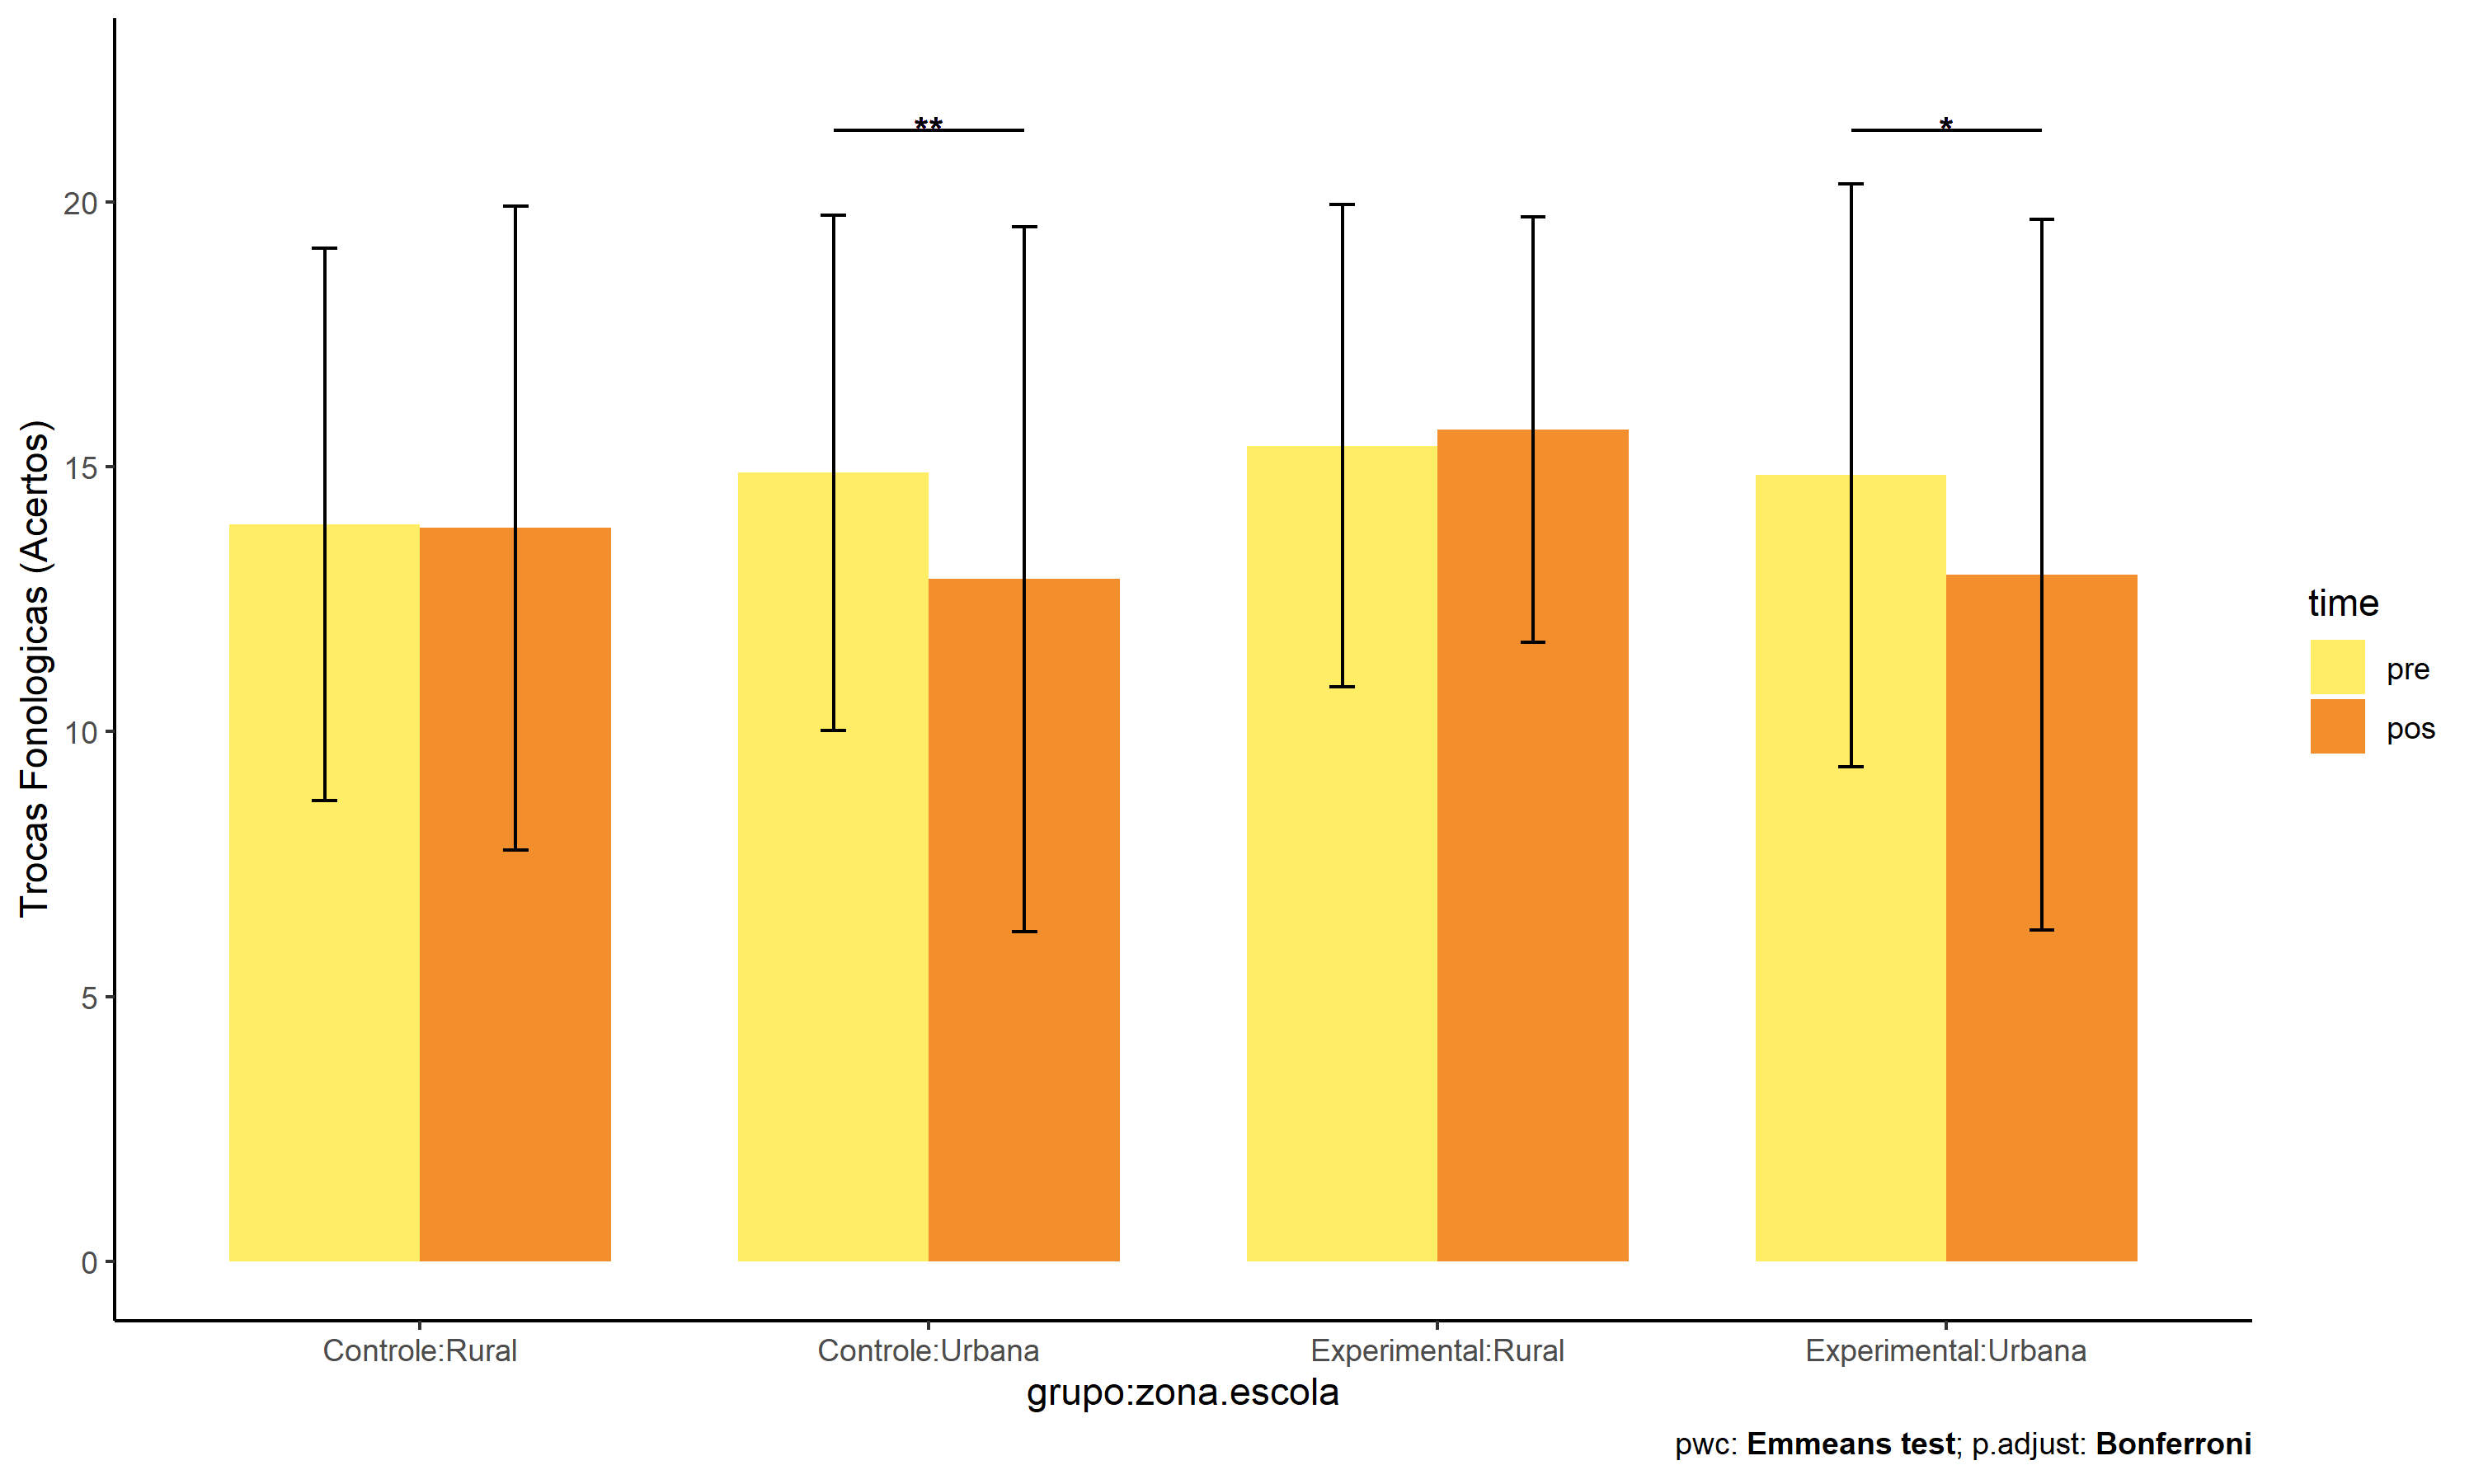 Trocas Fonologicas (Acertos)
20
15
10
5
0
**
*
Controle:Rural
Controle:Urbana
Experimental:Rural
Experimental:Urbana
grupo:zona.escola
time
pre
pos
pwc: Emmeans test; p.adjust: Bonferroni